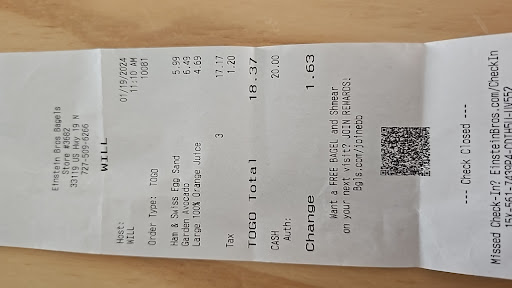 Einstein Bros Bagels
Store #3662
33119 US Hwy 19 N
727-509-6266
WILL
Host: 01/19/2024
WILL 11:10 AM
10081
Order Type: TOGO
Ham & Swiss Egg Sand 5.99
Garden Avocado 6.49
Large 100% Orange Juice 4.69
3 17.17
Tax 1.20
TOGO Total 18.37
CASH 20.00
Auth:
Change 1.63
Want a FREE BAGEL and Shmear
on your next visit? JOIN REWARDS!
Bgls.com/joinebb
--- Check Closed ---
Missed Check-In? EinsteinBros.com/CheckIn